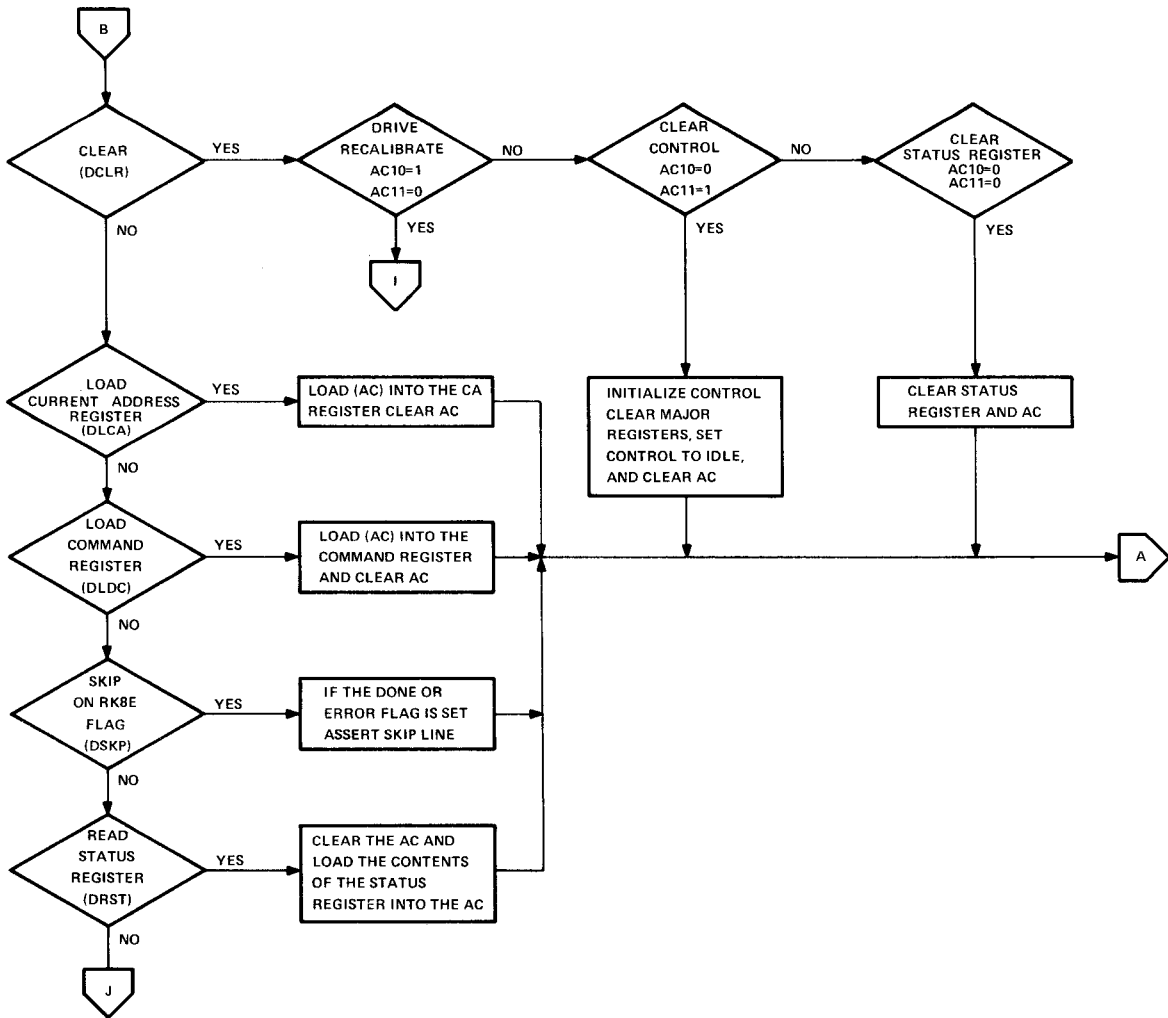 B
CLEAR
(DCLR)
YES
NO
DRIVE
RECALIBRATE
AC10=1
AC11=0
NO
YES
I
CLEAR
CONTROL
AC10=0
AC11=1
NO
YES
CLEAR
STATUS REGISTER
AC10=0
AC11=0
YES
LOAD
CURRENT ADDRESS
REGISTER
(DLCA)
YES
NO
LOAD (AC) INTO THE CA
REGISTER CLEAR AC
INITIALIZE CONTROL
CLEAR MAJOR
REGISTERS, SET
CONTROL TO IDLE,
AND CLEAR AC
CLEAR STATUS
REGISTER AND AC
LOAD
COMMAND
REGISTER
(DLDC)
YES
NO
LOAD (AC) INTO THE
COMMAND REGISTER
AND CLEAR AC
A
SKIP
ON RK8E
FLAG
(DSKP)
YES
NO
IF THE DONE OR
ERROR FLAG IS SET
ASSERT SKIP LINE
READ
STATUS
REGISTER
(DRST)
YES
NO
CLEAR THE AC AND
LOAD THE CONTENTS
OF THE STATUS
REGISTER INTO THE AC
J